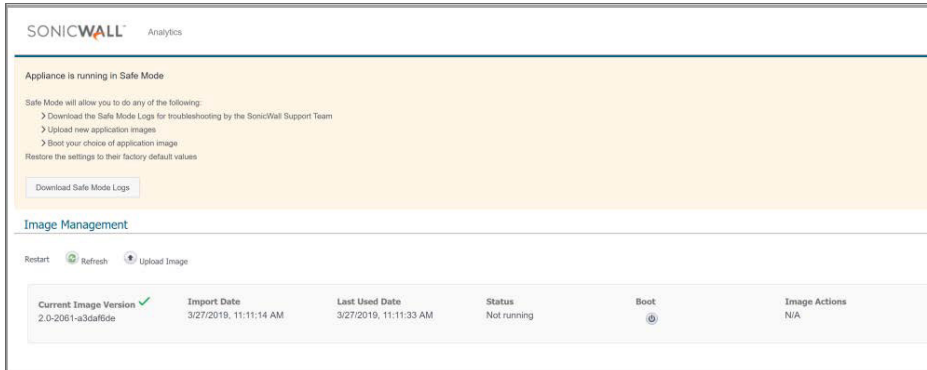 SONICWALL Analytics
Appliance is running in Safe Mode
Safe Mode will allow you to do any of the following:
Download the Safe Mode Logs for troubleshooting by the SonicWall Support Team
Upload new application images
Boot your choice of application image
Restore the settings to their factory default values
Download Safe Mode Logs
Image Management
Restart Refresh Upload Image
Current Image Version Import Date Last Used Date Status Boot Image Actions
2.0-2061-a3daf6de 3/27/2019, 11:11:14 AM 3/27/2019, 11:11:33 AM Not running N/A